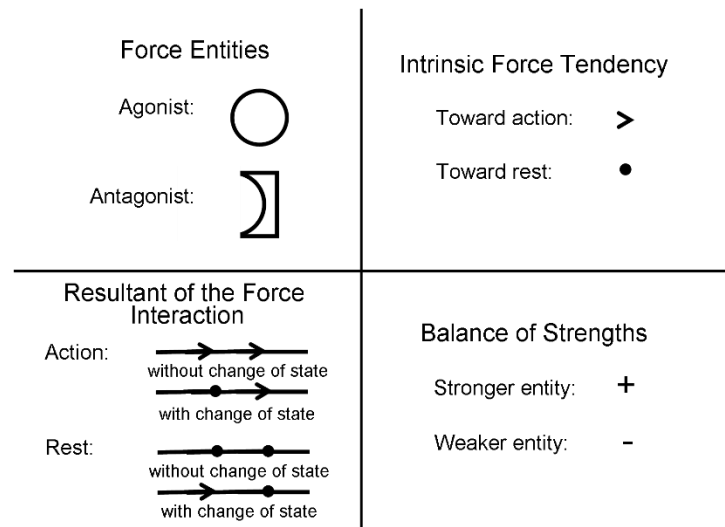 Force Entities
Agonist:
Antagonist:
Intrinsic Force Tendency
Toward action:
Toward rest:
Resultant of the Force
Interaction
Action:
without change of state
with change of state
Rest:
without change of state
with change of state
Balance of Strengths
Stronger entity: +
Weaker entity: -